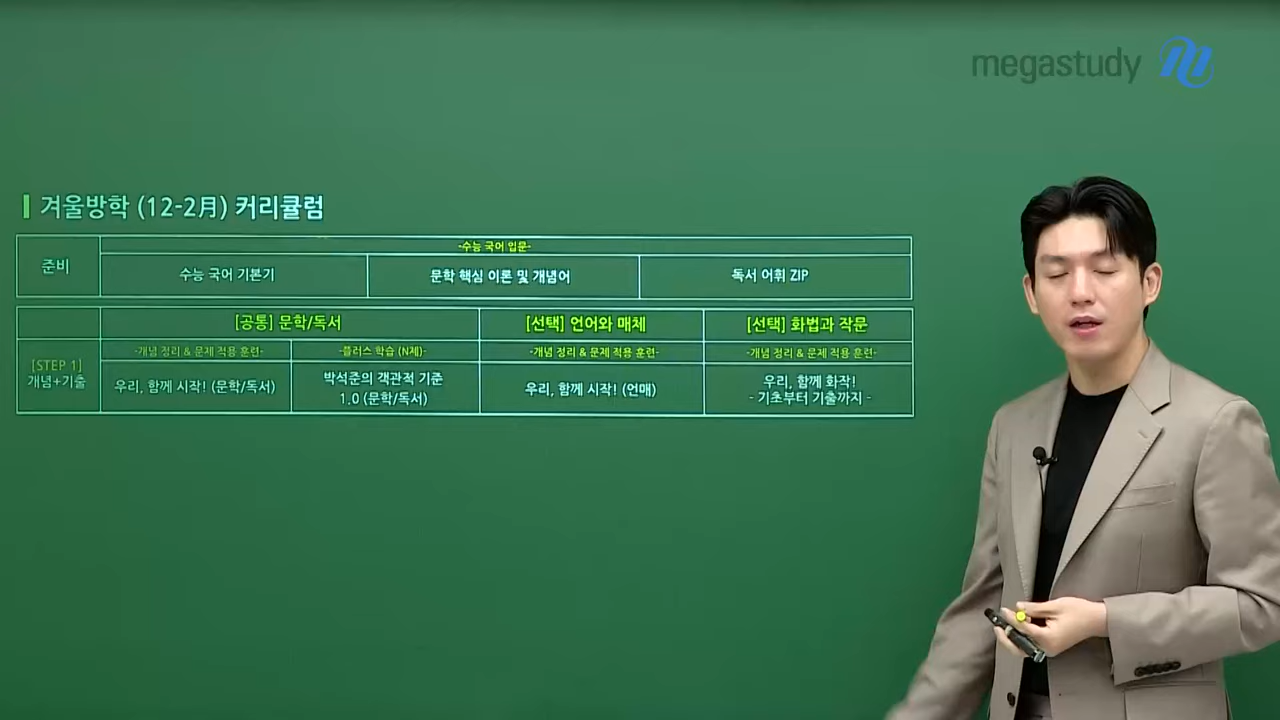 megastudy
겨울방학 (12-2月) 커리큘럼
준비
-수능 국어 입문-
수능 국어 기본기
문학 핵심 이론 및 개념어
독서 어휘 ZIP
[공통] 문학/독서
[선택] 언어와 매체
[선택] 화법과 작문
[STEP 1]
개념+기출
-개념 정리 & 문제 적용 훈련-
-플러스 학습 (N제)-
-개념 정리 & 문제 적용 훈련-
-개념 정리 & 문제 적용 훈련-
우리, 함께 시작! (문학/독서)
박석준의 객관적 기준
1.0 (문학/독서)
우리, 함께 시작! (언매)
우리, 함께 화작!
- 기초부터 기출까지 -